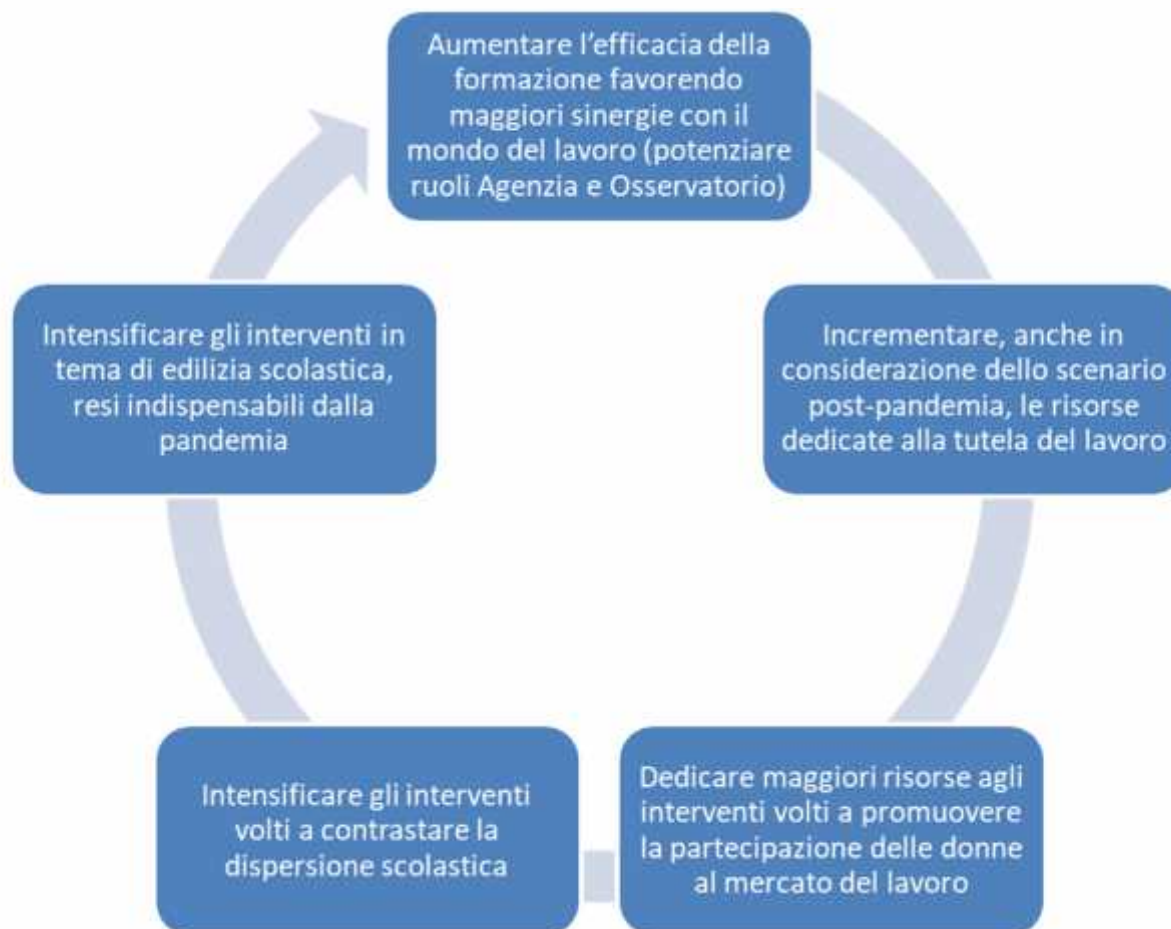 Aumentare l'efficacia della
formazione favorendo
maggiori sinergie con il
mondo del lavoro (potenziare
ruoli Agenzia e Osservatorio)
Incrementare, anche in
considerazione dello scenario
post-pandemia, le risorse
dedicate alla tutela del lavoro
Dedicare maggiori risorse agli
interventi volti a promuovere
la partecipazione delle donne
al mercato del lavoro
Intensificare gli interventi
volti a contrastare la
dispersione scolastica
Intensificare gli interventi in
tema di edilizia scolastica,
resi indispensabili dalla
pandemia